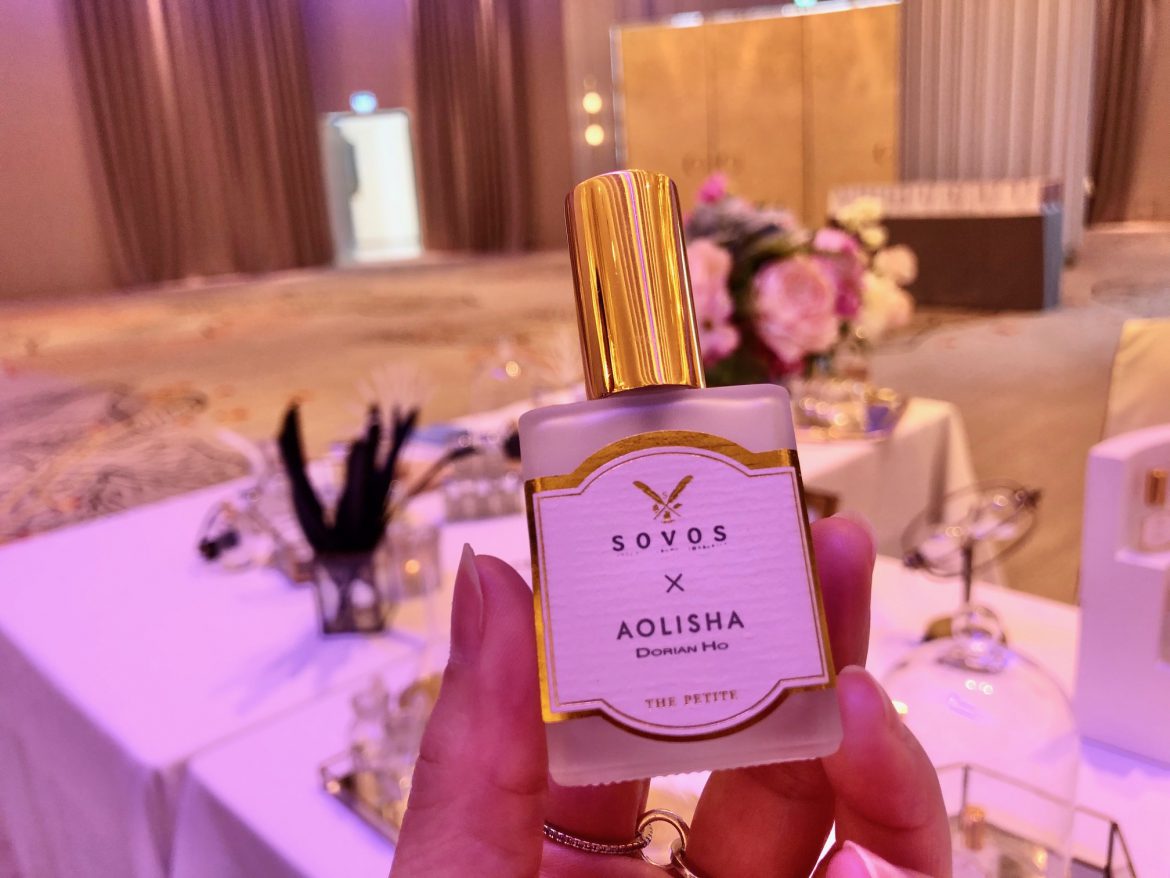 SOVOS
X
AOLISHA
DORIAN HO
THE PETITE